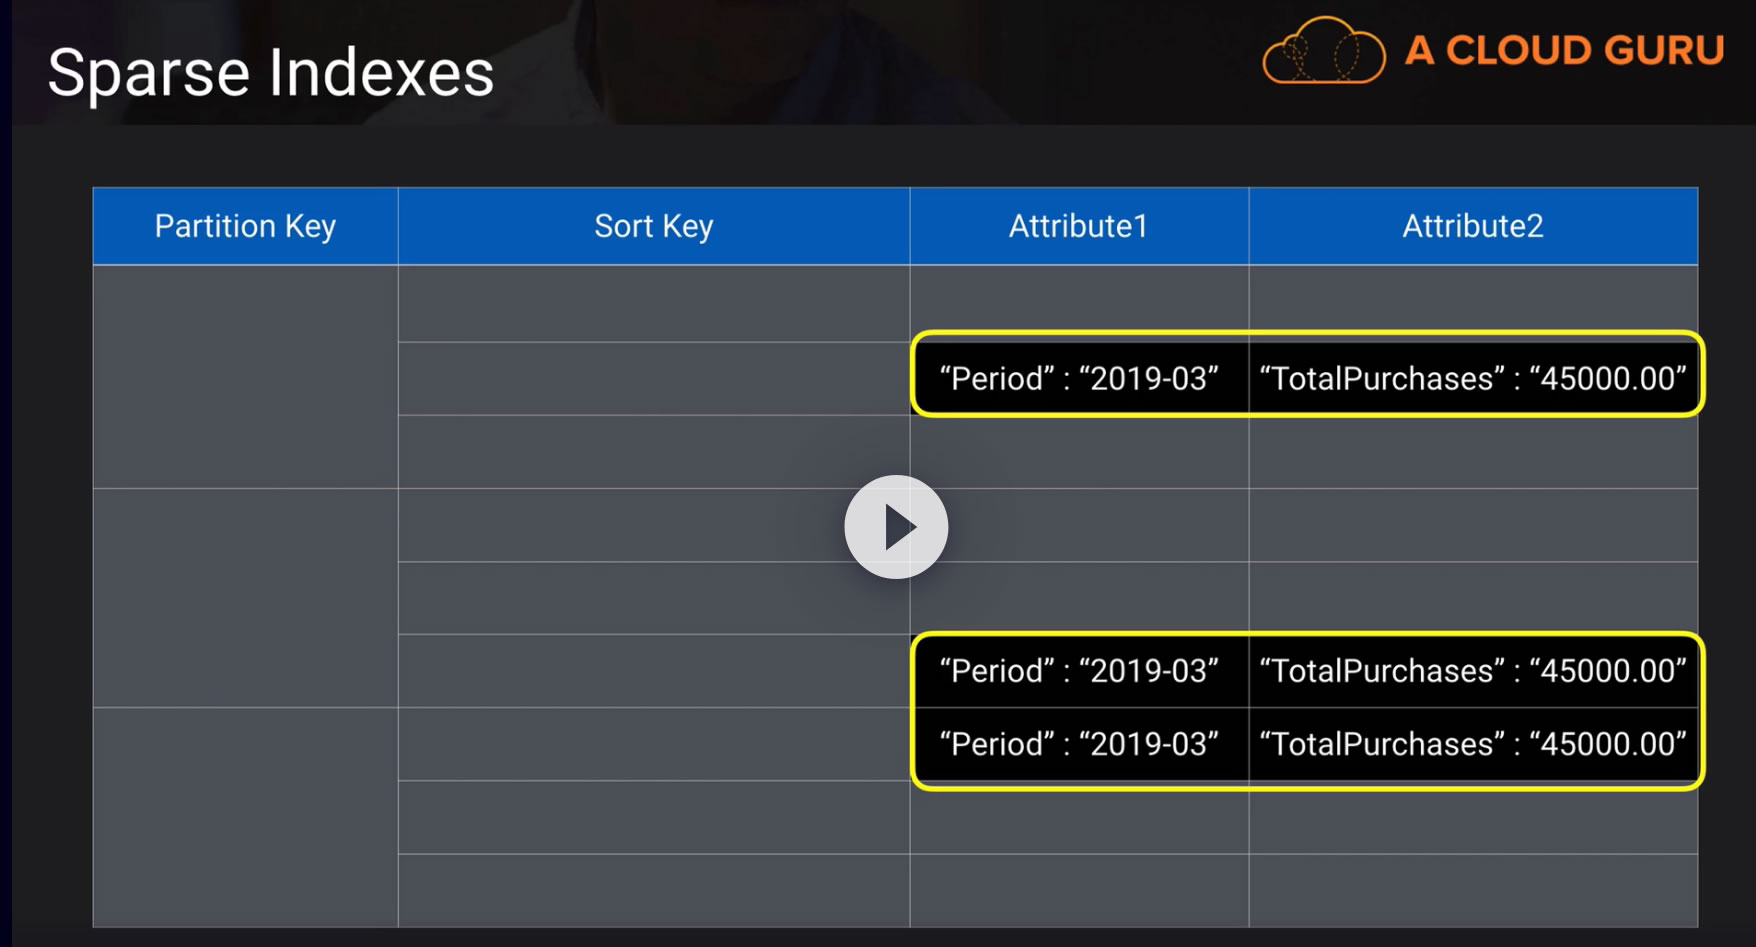 Sparse Indexes
A CLOUD GURU
Partition Key Sort Key Attribute1 Attribute2
“Period” : “2019-03” “TotalPurchases” : “45000.00”
“Period” : “2019-03” “TotalPurchases” : “45000.00”
“Period” : “2019-03” “TotalPurchases” : “45000.00”